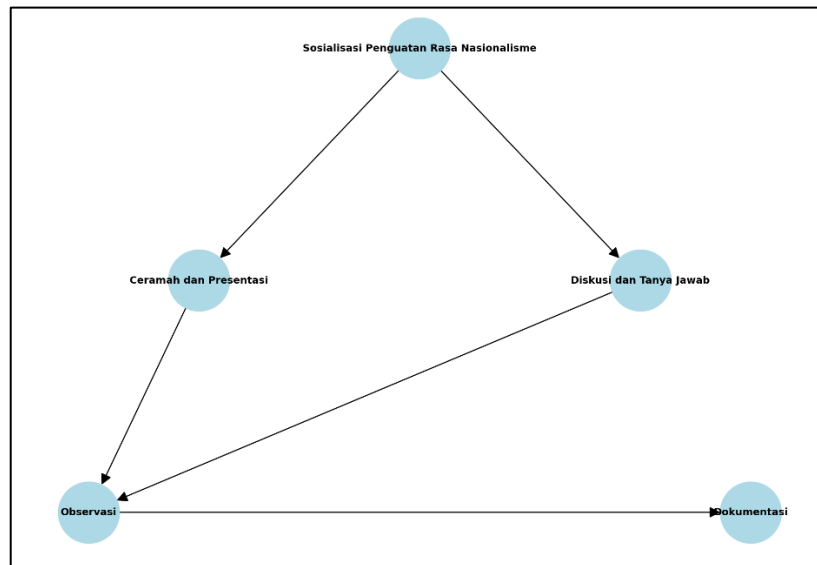 Sosialisasi Penguatan Rasa Nasionalisme
Ceramah dan Presentasi
Diskusi dan Tanya Jawab
Observasi
Dokumentasi